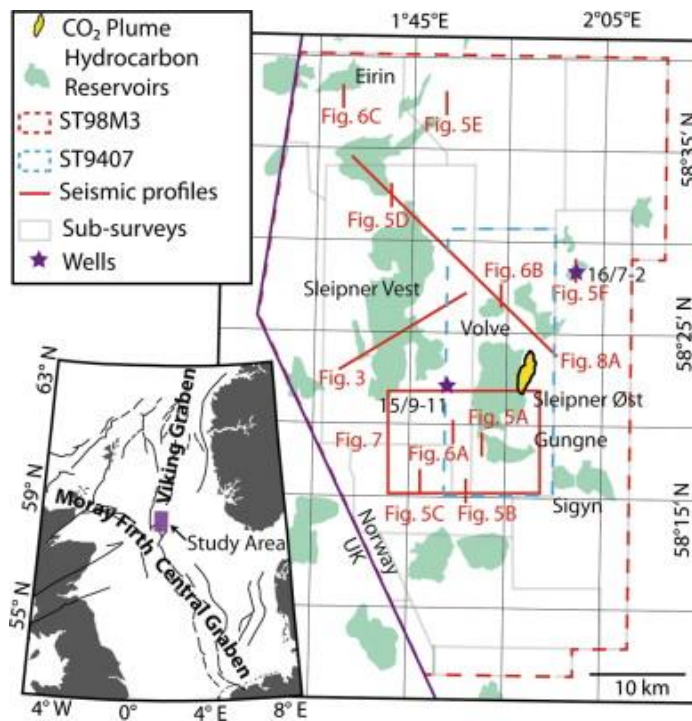 CO₂ Plume
Hydrocarbon
Reservoirs
ST98M3
ST9407
Seismic profiles
Sub-surveys
Wells
1°45E
2°05E
58°35'N
58°25'N
58°15'N
Eirin
Fig. 6C
Fig. 5E
Fig. 5D
Fig. 6B
16/7-2
Fig. 5F
Sleipner Vest
Volve
Fig. 3
Fig. 8A
15/9-11
Sleipner Øst
Fig. 5A
Fig. 7
Gungne
Fig. 6A
Sigyn
Fig. 5C
Fig. 5B
Norway
UK
10 km
63°N
59°N
55°N
Viking Graben
Moray Firth
Central Graben
Study Area
4°W
0°
4°E
8°E